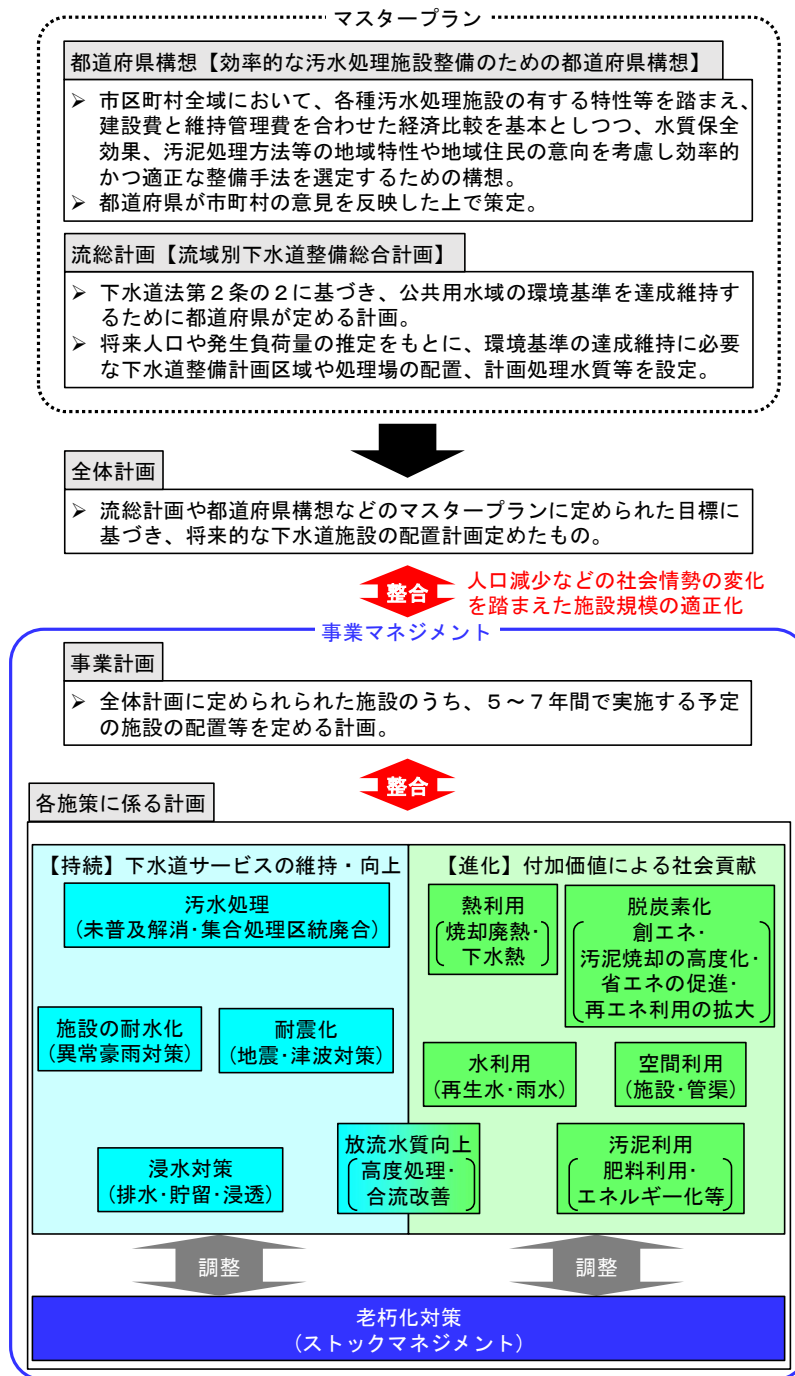 マスタープラン
都道府県構想【効率的な汚水処理施設整備のための都道府県構想】
➢ 市区町村全域において、各種汚水処理施設の有する特性等を踏まえ、
建設費と維持管理費を合わせた経済比較を基本としつつ、水質保全
効果、汚泥処理方法等の地域特性や地域住民の意向を考慮し効率的
かつ適正な整備手法を選定するための構想。
➢ 都道府県が市町村の意見を反映した上で策定。
流総計画【流域別下水道整備総合計画】
➢ 下水道法第２条の２に基づき、公共用水域の環境基準を達成維持す
るために都道府県が定める計画。
➢ 将来人口や発生負荷量の推定をもとに、環境基準の達成維持に必要
な下水道整備計画区域や処理場の配置、計画処理水質等を設定。
全体計画
➢ 流総計画や都道府県構想などのマスタープランに定められた目標に
基づき、将来的な下水道施設の配置計画定めたもの。
整合
人口減少などの社会情勢の変化
を踏まえた施設規模の適正化
事業マネジメント
事業計画
➢ 全体計画に定められられた施設のうち、５～７年間で実施する予定
の施設の配置等を定める計画。
整合
各施策に係る計画
【持続】下水道サービスの維持・向上
汚水処理
(未普及解消・集合処理区統廃合)
施設の耐水化
(異常豪雨対策)
耐震化
(地震・津波対策)
浸水対策
(排水・貯留・浸透)
放流水質向上
高度処理・
合流改善
【進化】付加価値による社会貢献
熱利用
焼却廃熱・
下水熱
脱炭素化
創エネ・
汚泥焼却の高度化・
省エネの促進・
再エネ利用の拡大
水利用
(再生水・雨水)
空間利用
(施設・管渠)
汚泥利用
肥料利用・
エネルギー化等
調整
調整
老朽化対策
(ストックマネジメント)